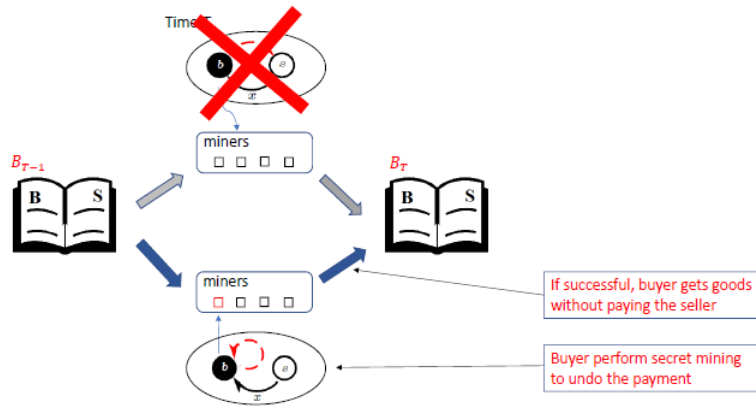 Time
b
x
miners
B_{T-1}
B_T
B S
B S
miners
If successful, buyer gets goods
without paying the seller
b
x
Buyer perform secret mining
to undo the payment